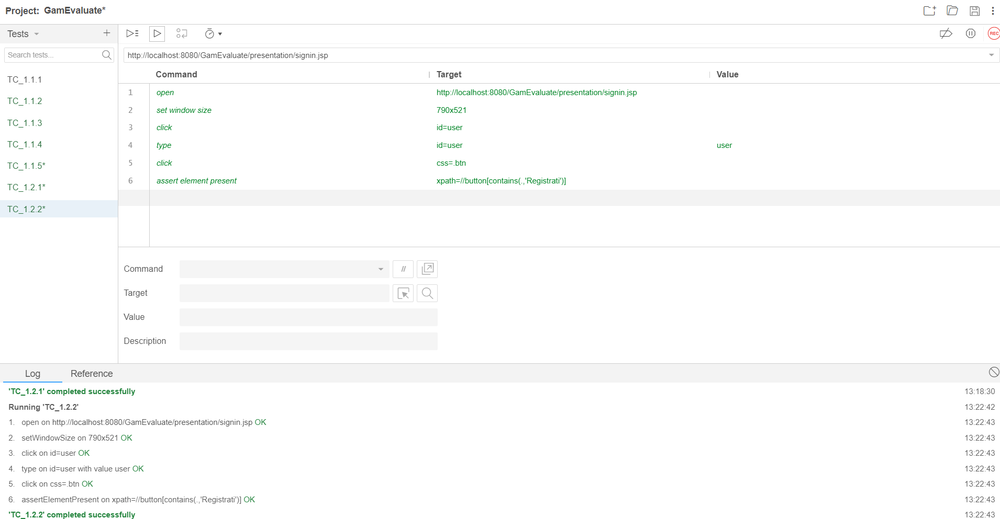 Project: GamEvaluate*
Tests
+
REC
Search tests...
http://localhost:8080/GamEvaluate/presentation/signin.jsp
Command Target Value
TC_1.1.1
TC_1.1.2
TC_1.1.3
TC_1.1.4
TC_1.1.5*
TC_1.2.1*
TC_1.2.2*
1 open http://localhost:8080/GamEvaluate/presentation/signin.jsp
2 set window size 790x521
3 click id=user
4 type id=user user
5 click css=.btn
6 assert element present xpath=//button[contains(.,'Registrati')]
Command //
Target
Value
Description
Log Reference
'TC_1.2.1' completed successfully 13:18:30
Running 'TC_1.2.2' 13:22:42
1. open on http://localhost:8080/GamEvaluate/presentation/signin.jsp OK 13:22:43
2. setWindowSize on 790x521 OK 13:22:43
3. click on id=user OK 13:22:43
4. type on id=user with value user OK 13:22:43
5. click on css=.btn OK 13:22:43
6. assertElementPresent on xpath=//button[contains(.,'Registrati')] OK 13:22:43
'TC_1.2.2' completed successfully 13:22:43